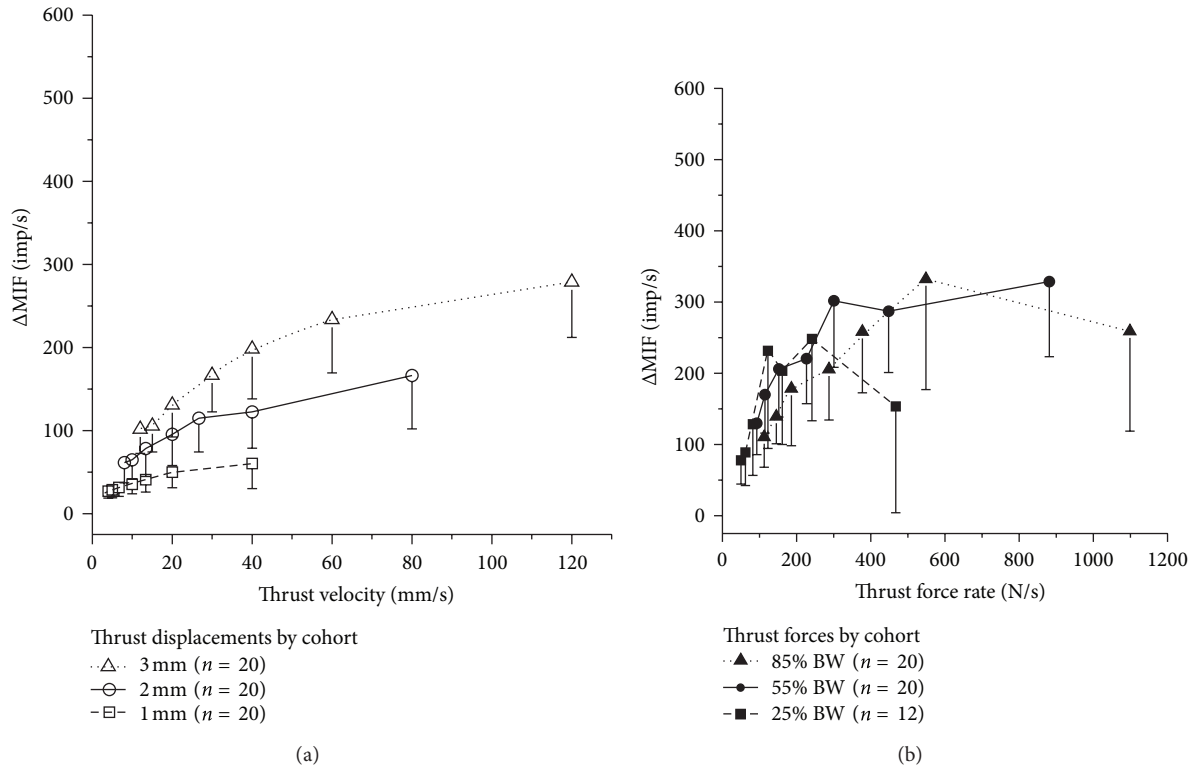 600
500
400
300
200
100
0
ΔMIF (imp/s)
0 20 40 60 80 100 120
Thrust velocity (mm/s)
Thrust displacements by cohort
3 mm (n = 20)
2 mm (n = 20)
1 mm (n = 20)
(a)
600
500
400
300
200
100
0
ΔMIF (imp/s)
0 200 400 600 800 1000 1200
Thrust force rate (N/s)
Thrust forces by cohort
85% BW (n = 20)
55% BW (n = 20)
25% BW (n = 12)
(b)